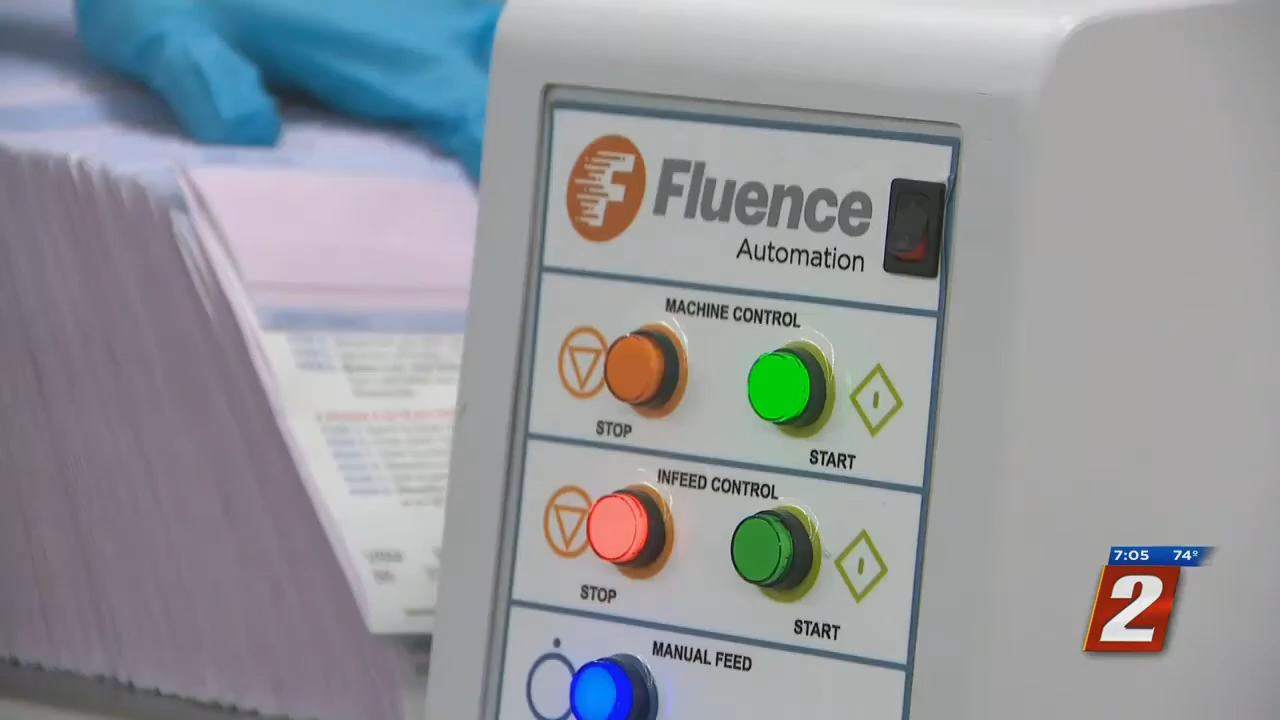 F Fluence
Automation
MACHINE CONTROL
STOP
START
INFEED CONTROL
STOP
START
MANUAL FEED
7:05 74°
2